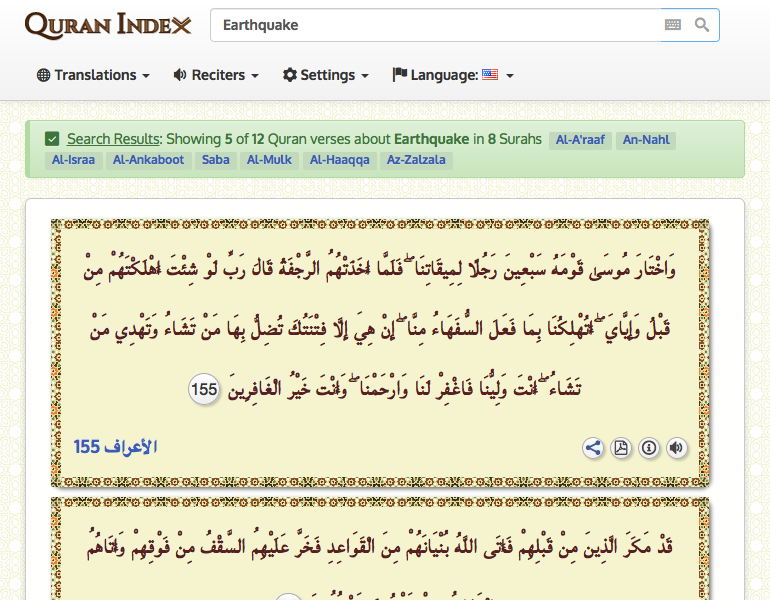 QURAN INDEX
Earthquake
Translations Reciters Settings Language:
Search Results: Showing 5 of 12 Quran verses about Earthquake in 8 Surahs Al-A'raaf An-Nahl
Al-Israa Al-Ankaboot Saba Al-Mulk Al-Haaqqa Az-Zalzala
وَاخْتَارَ مُوسَىٰ قَوْمَهُ سَبْعِينَ رَجُلًا لِمِيقَاتِنَا ۖ فَلَمَّا أَخَذَتْهُمُ الرَّجْفَةُ قَالَ رَبِّ لَوْ شِئْتَ أَهْلَكْتَهُمْ مِنْ
قَبْلُ وَإِيَّايَ ۖ أَتُهْلِكُنَا بِمَا فَعَلَ السُّفَهَاءُ مِنَّا ۖ إِنْ هِيَ إِلَّا فِتْنَتُكَ تُضِلُّ بِهَا مَنْ تَشَاءُ وَتَهْدِي مَنْ
تَشَاءُ ۖ أَنْتَ وَلِيُّنَا فَاغْفِرْ لَنَا وَارْحَمْنَا ۖ وَأَنْتَ خَيْرُ الْغَافِرِينَ 155
الأعراف 155
قَدْ مَكَرَ الَّذِينَ مِنْ قَبْلِهِمْ فَأَتَى اللَّهُ بُنْيَانَهُمْ مِنَ الْقَوَاعِدِ فَخَرَّ عَلَيْهِمُ السَّقْفُ مِنْ فَوْقِهِمْ وَأَتَاهُمُ